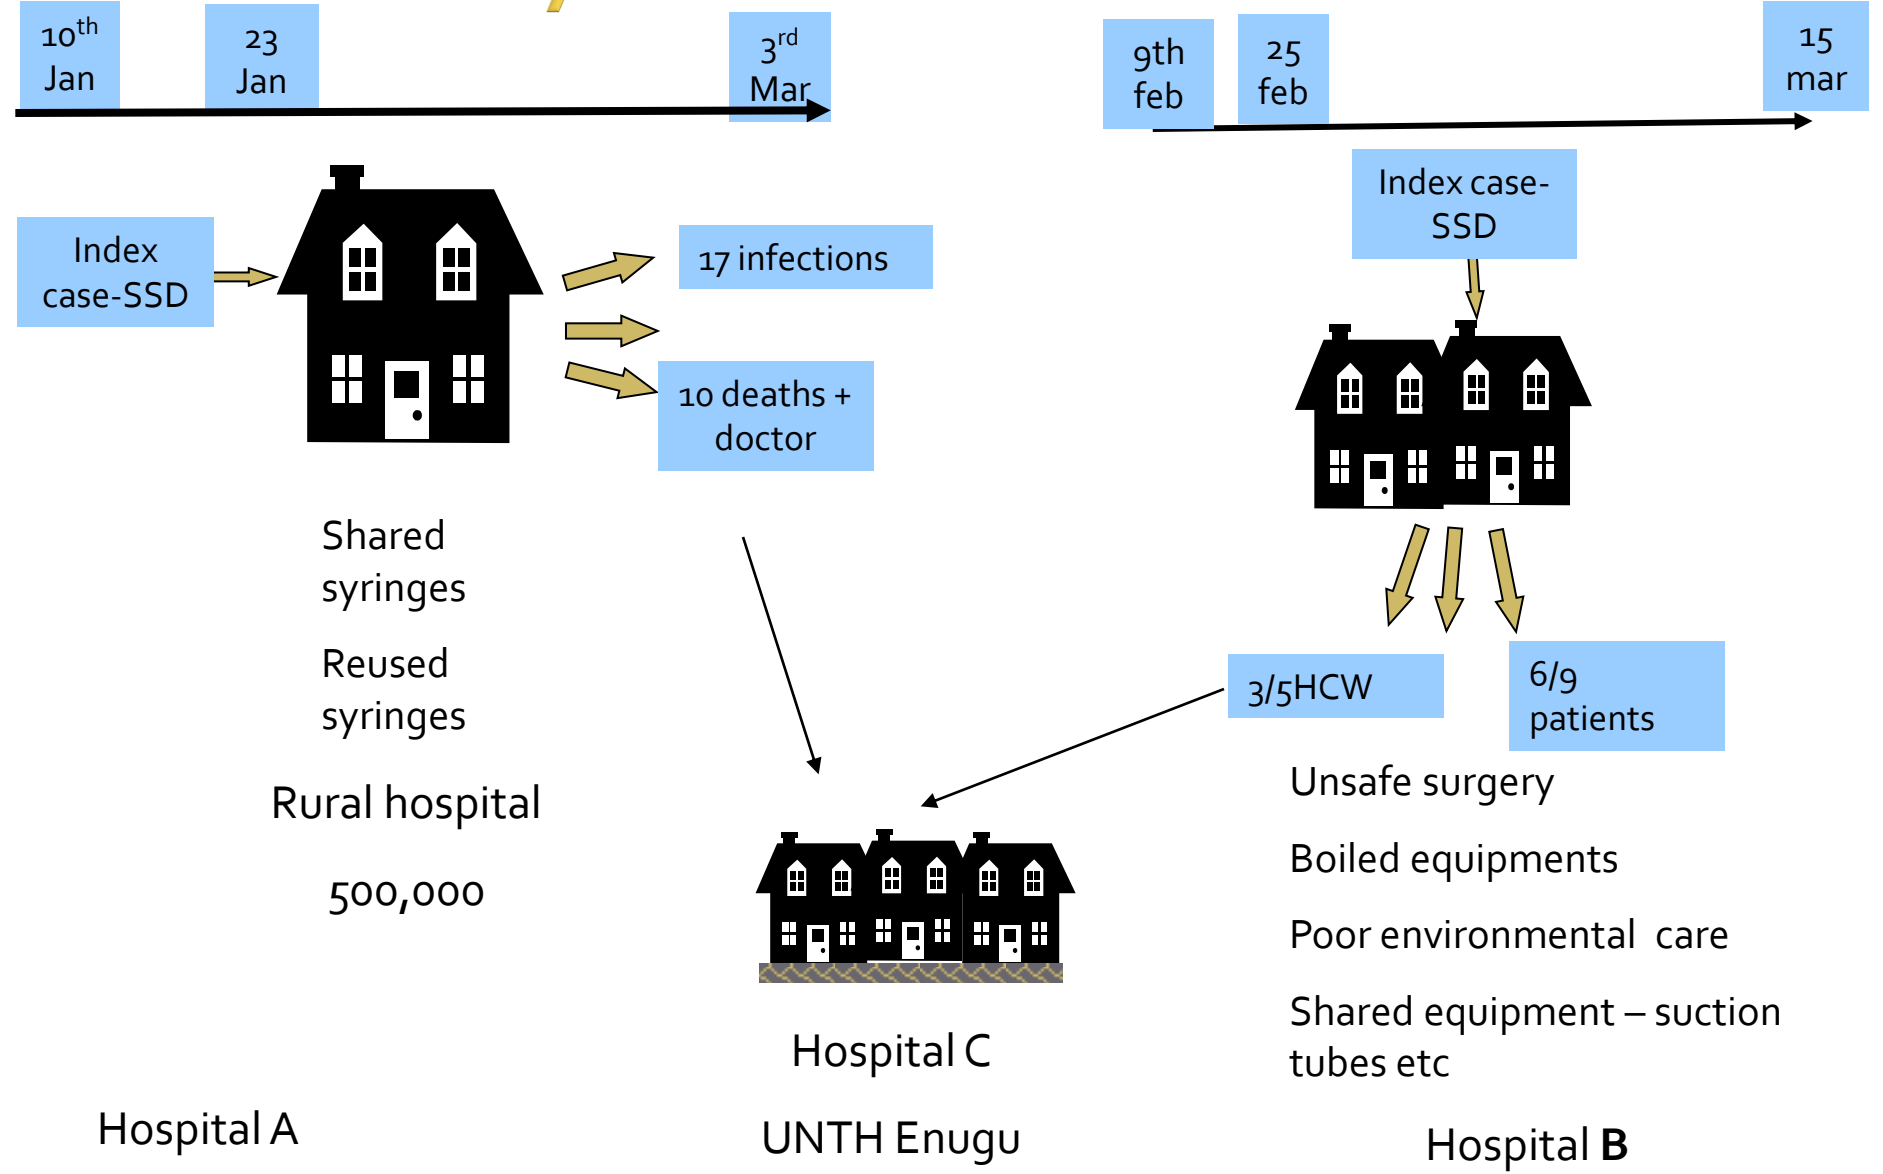 10th
Jan
23
Jan
3rd
Mar
9th
feb
25
feb
15
mar
Index
case-SSD
17 infections
10 deaths +
doctor
Shared
syringes
Reused
syringes
Rural hospital
500,000
Hospital A
Index case-
SSD
3/5HCW
6/9
patients
Unsafe surgery
Boiled equipments
Poor environmental care
Shared equipment – suction
tubes etc
Hospital B
Hospital C
UNTH Enugu